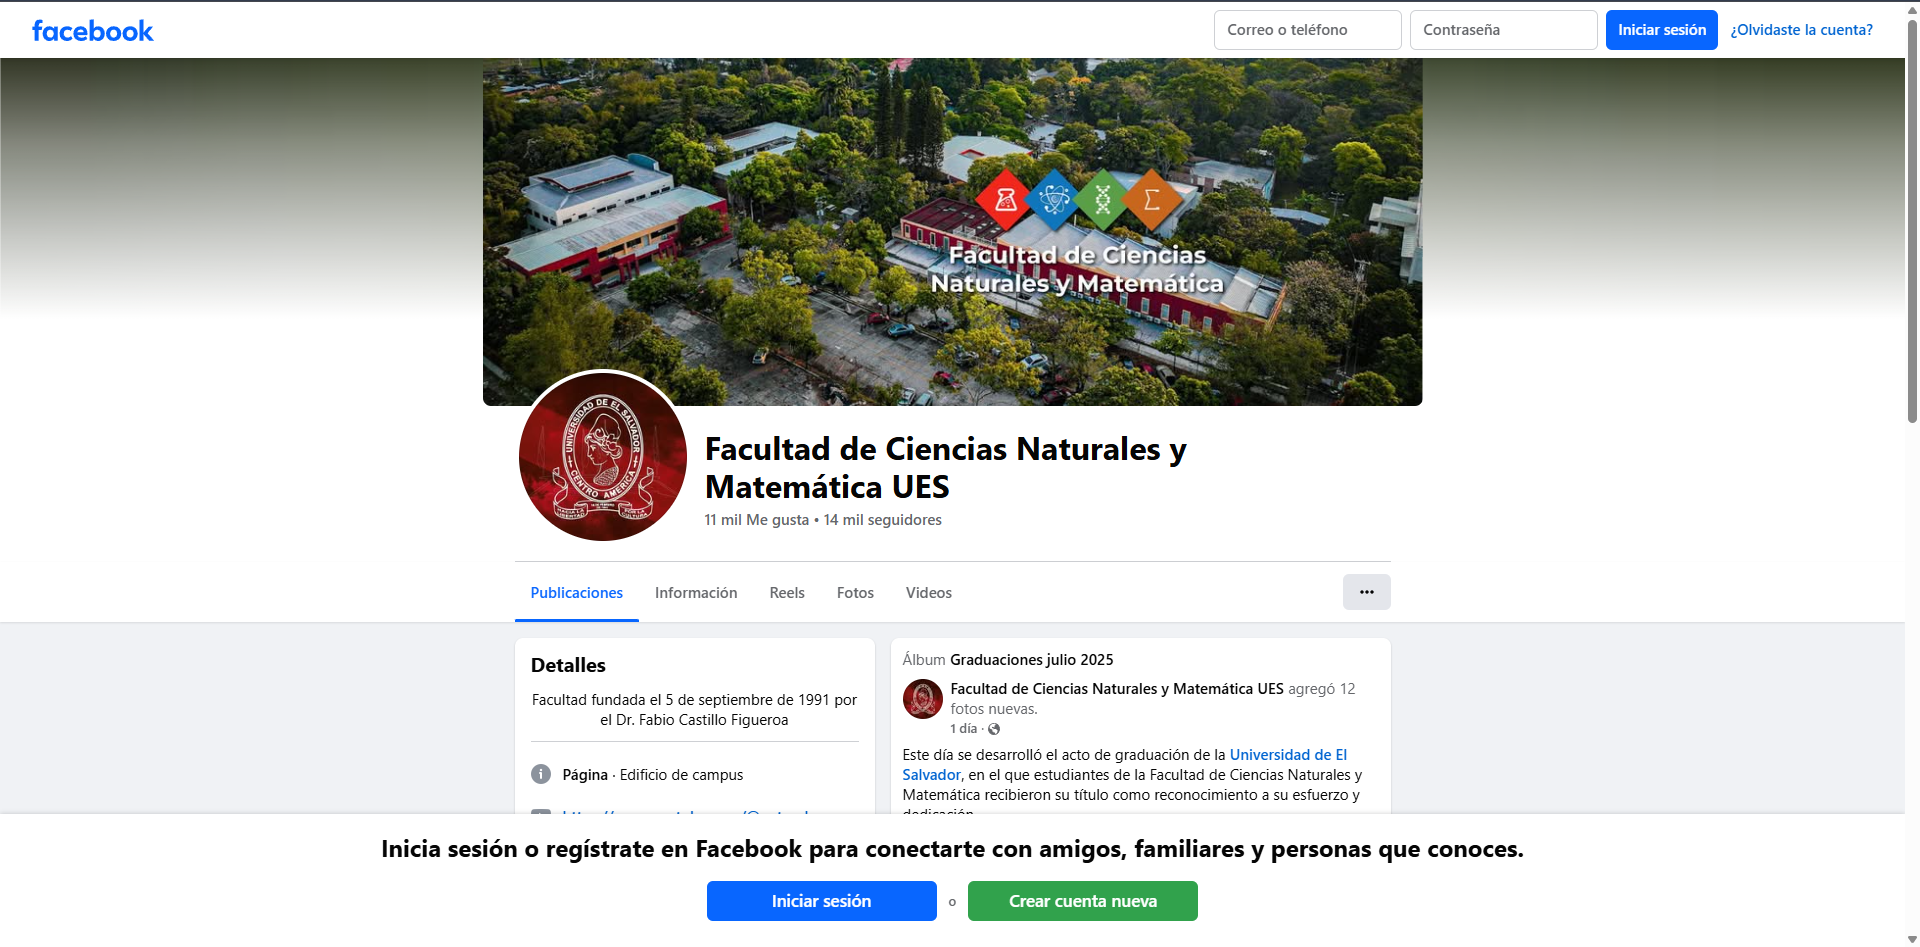 facebook
Correo o teléfono
Contraseña
Iniciar sesión
¿Olvidaste la cuenta?
Facultad de Ciencias
Naturales y Matemática
UNIVERSIDAD DE EL SALVADOR
CENTRO AMÉRICA
HACIA LA LIBERTAD
POR LA CULTURA
Facultad de Ciencias Naturales y
Matemática UES
11 mil Me gusta • 14 mil seguidores
Publicaciones
Información
Reels
Fotos
Videos
Detalles
Facultad fundada el 5 de septiembre de 1991 por
el Dr. Fabio Castillo Figueroa
Página · Edificio de campus
Álbum Graduaciones julio 2025
Facultad de Ciencias Naturales y Matemática UES agregó 12
fotos nuevas.
1 día ·
Este día se desarrolló el acto de graduación de la Universidad de El
Salvador, en el que estudiantes de la Facultad de Ciencias Naturales y
Matemática recibieron su título como reconocimiento a su esfuerzo y
dedicación
Inicia sesión o regístrate en Facebook para conectarte con amigos, familiares y personas que conoces.
Iniciar sesión
o
Crear cuenta nueva